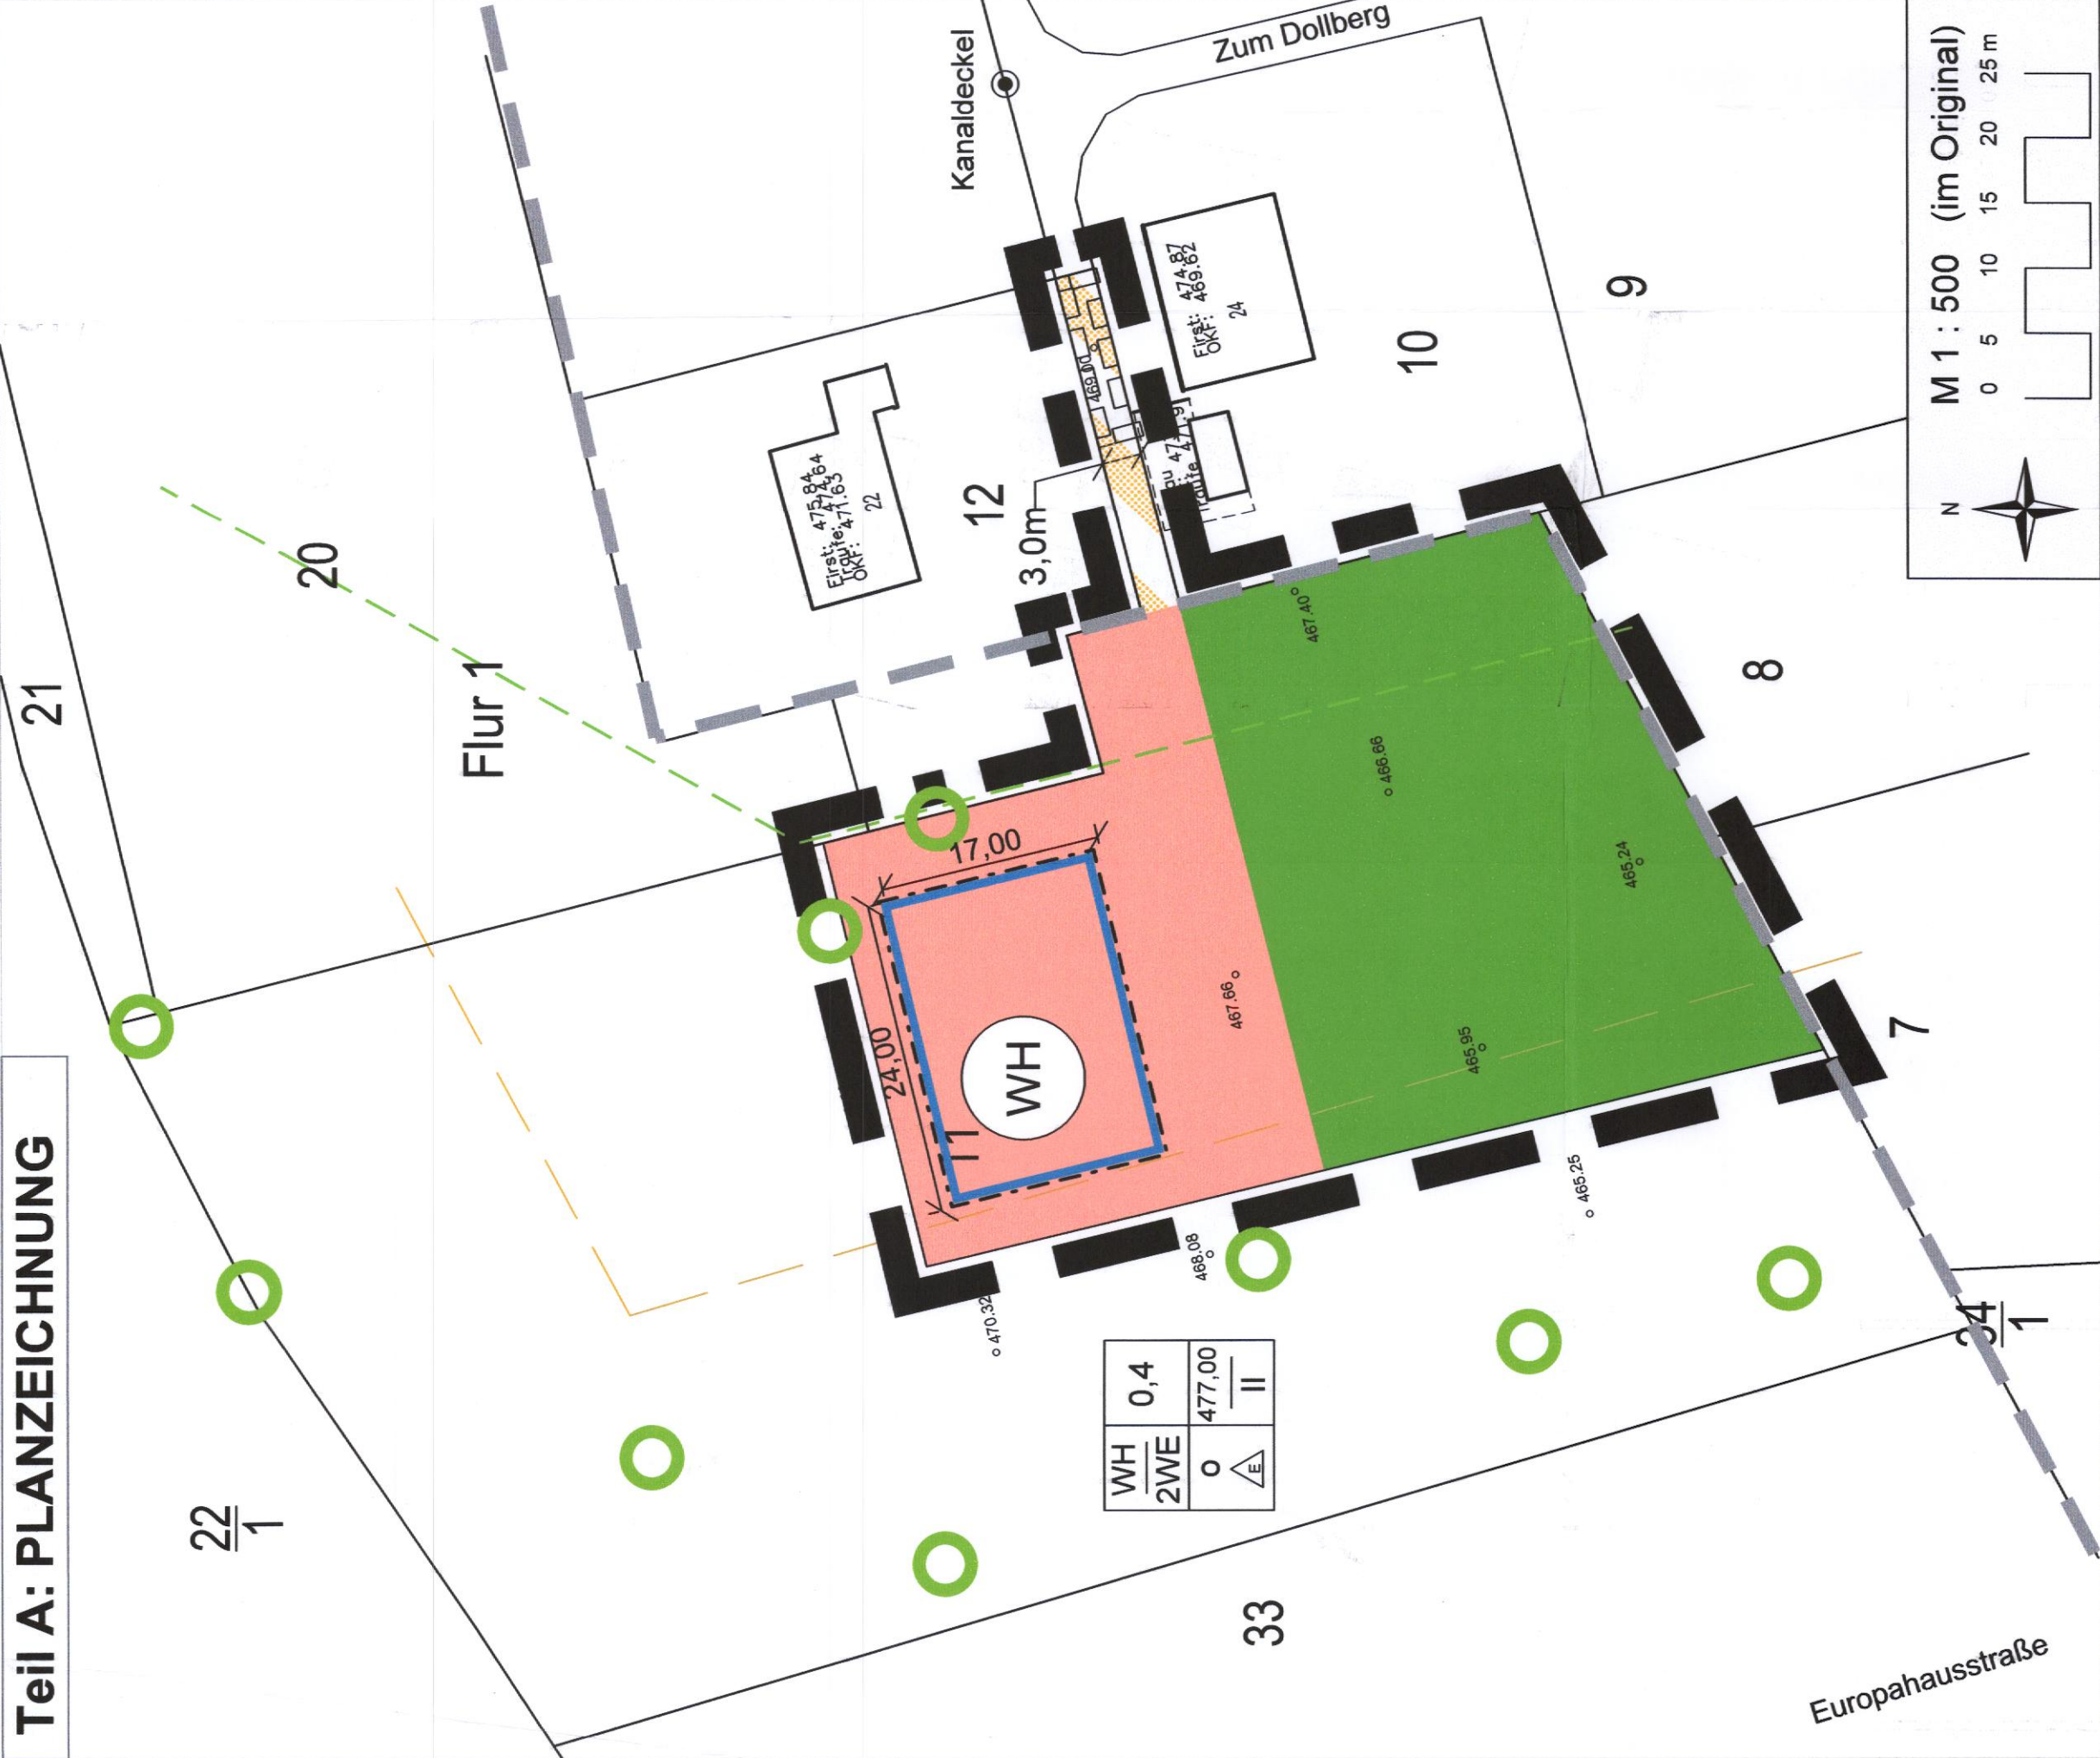 Teil A: PLANZEICHNUNG
21
20
Flur 1
22
1
Kanaldeckel
Zum Dollberg
M 1 : 500 (im Original)
0 5 10 15 20 25 m
N
First: 475.84
Traufe: 474.64
OKF: 471.63
22
12
3,0m
469.00
First: 474.87
OKF: 469.62
24
10
9
8
7
34
1
33
17,00
24,00
11
WH
467.40
466.66
465.24
467.66
465.95
465.25
468.08
470.32
WH
2WE
0,4
o
E
477,00
II
Europahausstraße